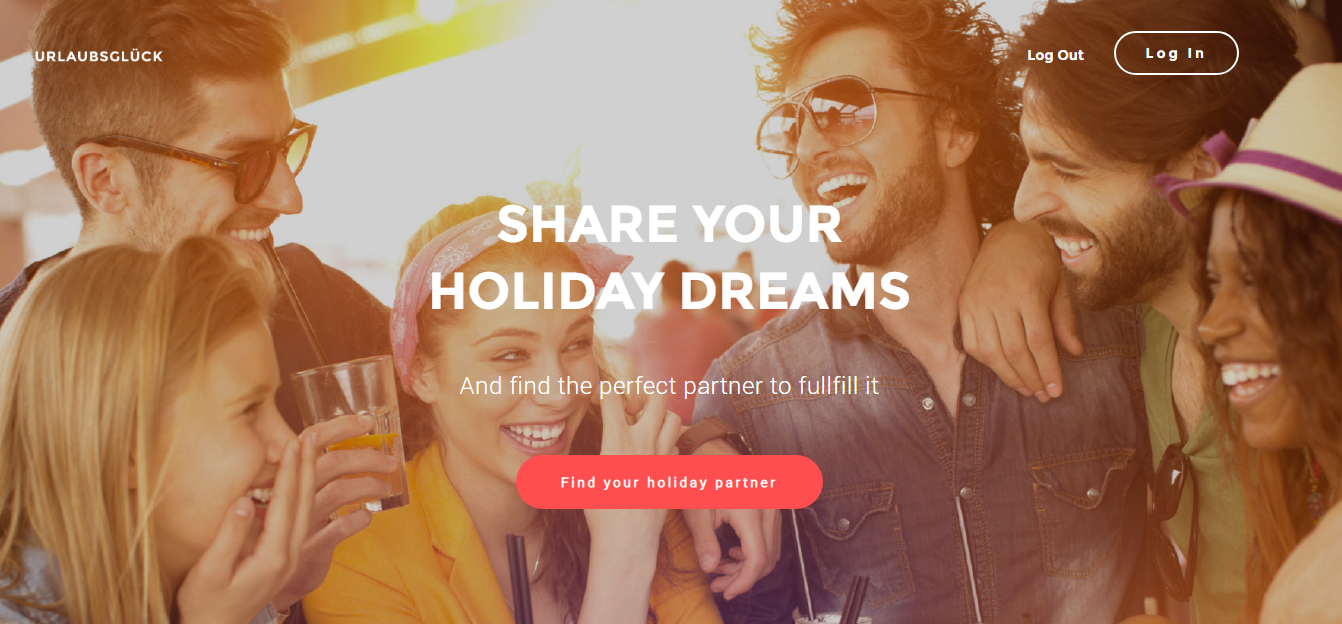 URLAUBSGLÜCK
Log Out
Log In
SHARE YOUR
HOLIDAY DREAMS
And find the perfect partner to fullfill it
Find your holiday partner